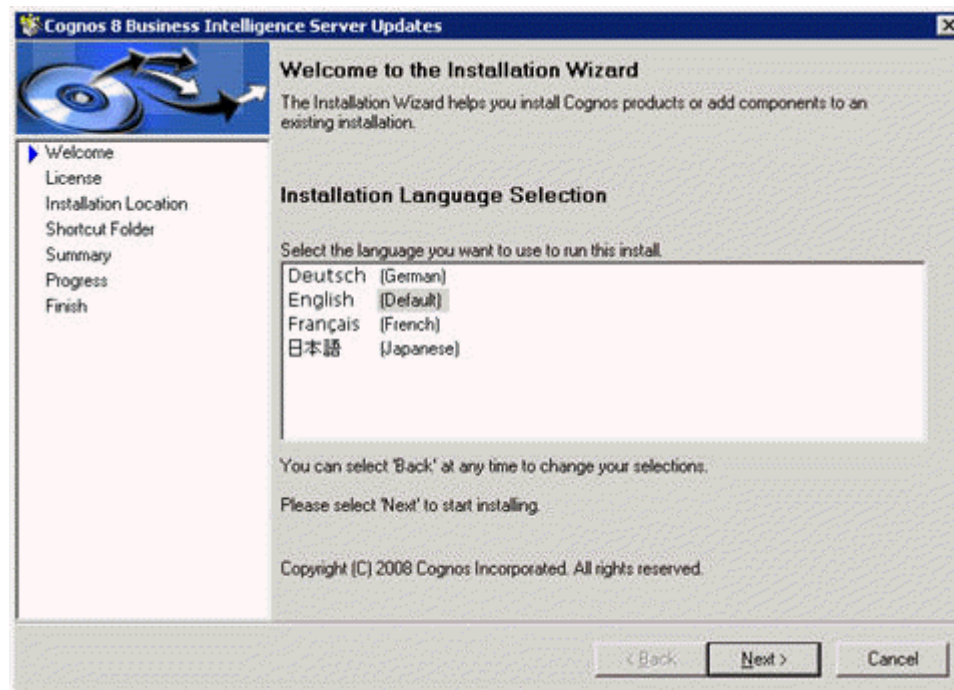 Cognos 8 Business Intelligence Server Updates
Welcome to the Installation Wizard
The Installation Wizard helps you install Cognos products or add components to an
existing installation.
Welcome
License
Installation Location
Shortcut Folder
Summary
Progress
Finish
Installation Language Selection
Select the language you want to use to run this install.
Deutsch (German)
English (Default)
Français (French)
日本語 (Japanese)
You can select 'Back' at any time to change your selections.
Please select 'Next' to start installing.
Copyright (C) 2008 Cognos Incorporated. All rights reserved.
< Back Next > Cancel